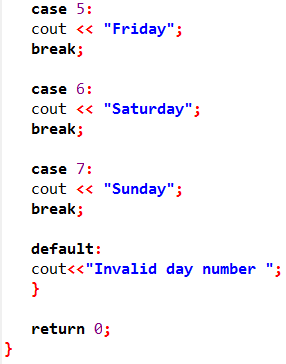 case 5:
cout << "Friday";
break;
case 6:
cout << "Saturday";
break;
case 7:
cout << "Sunday";
break;
default:
cout<<"Invalid day number ";
}
return 0;
}